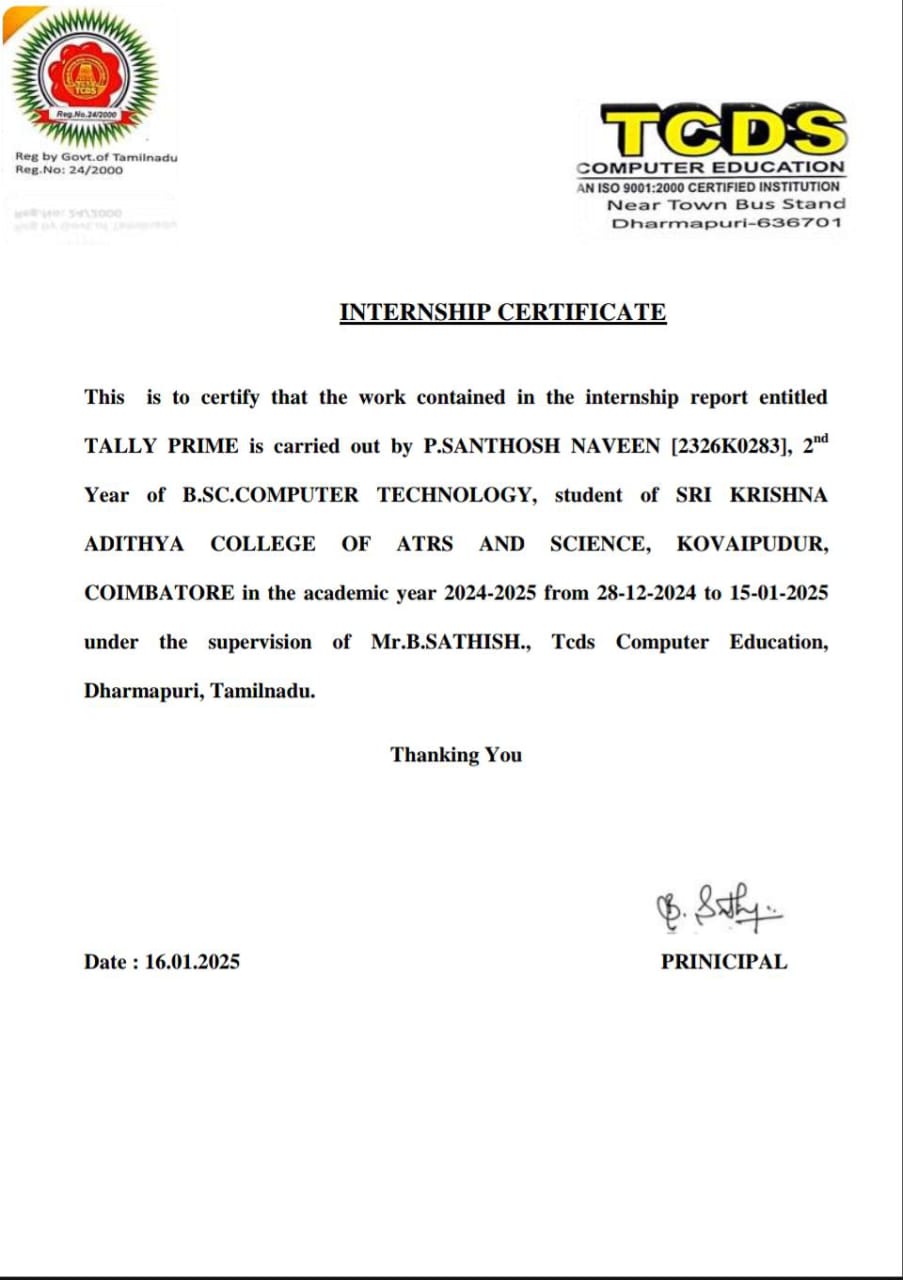 TCDS
Reg.No.24/2000
Reg by Govt.of Tamilnadu
Reg.No: 24/2000
TCDS
COMPUTER EDUCATION
AN ISO 9001:2000 CERTIFIED INSTITUTION
Near Town Bus Stand
Dharmapuri-636701
INTERNSHIP CERTIFICATE
This is to certify that the work contained in the internship report entitled
TALLY PRIME is carried out by P.SANTHOSH NAVEEN [2326K0283], 2nd
Year of B.SC.COMPUTER TECHNOLOGY, student of SRI KRISHNA
ADITHYA COLLEGE OF ATRS AND SCIENCE, KOVAIPUDUR,
COIMBATORE in the academic year 2024-2025 from 28-12-2024 to 15-01-2025
under the supervision of Mr.B.SATHISH., Tcds Computer Education,
Dharmapuri, Tamilnadu.
Thanking You
Date : 16.01.2025
PRINICIPAL